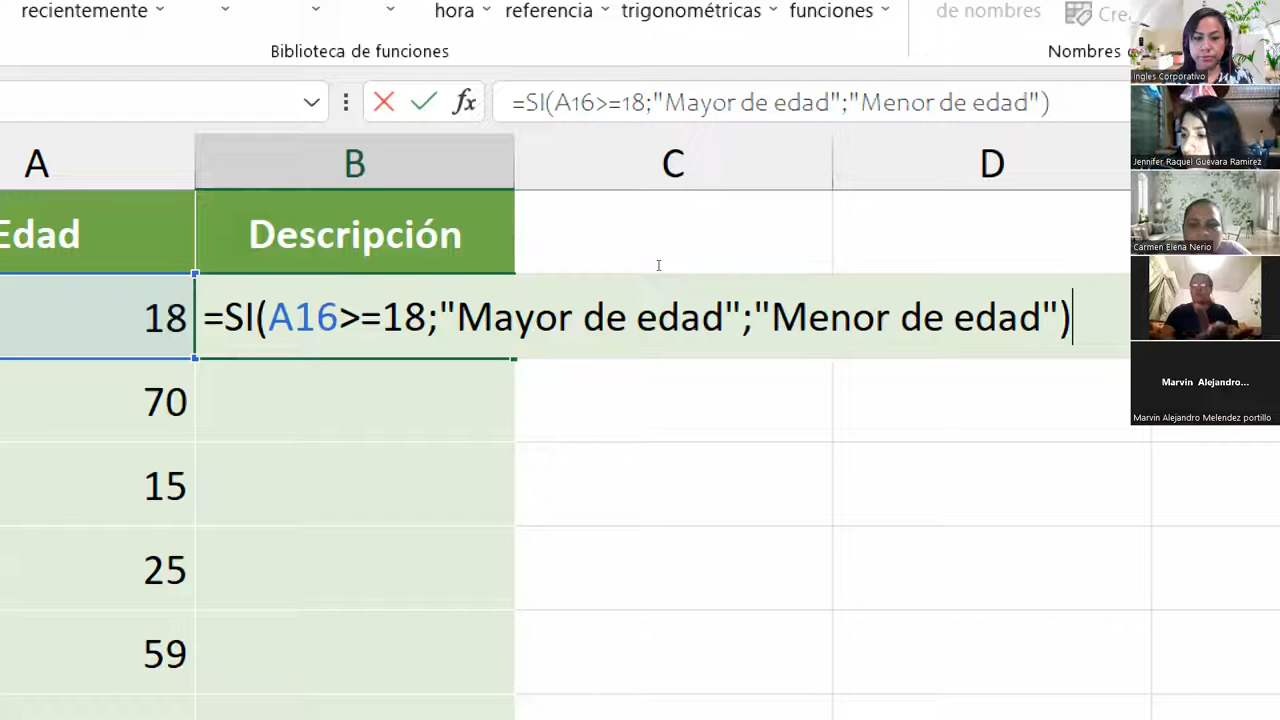 recientemente
hora
referencia
trigonométricas
funciones
de nombres
Cre
Biblioteca de funciones
Nombres
fx
=SI(A16>=18;"Mayor de edad";"Menor de edad")
A
B
C
D
Edad
Descripción
18
=SI(A16>=18;"Mayor de edad";"Menor de edad")
70
15
25
59
Ingles Corporativo
Jennifer Raquel Guevara Ramirez
Carmen Elena Nerio
Marvin Alejandro...
Marvin Alejandro Melendez portillo